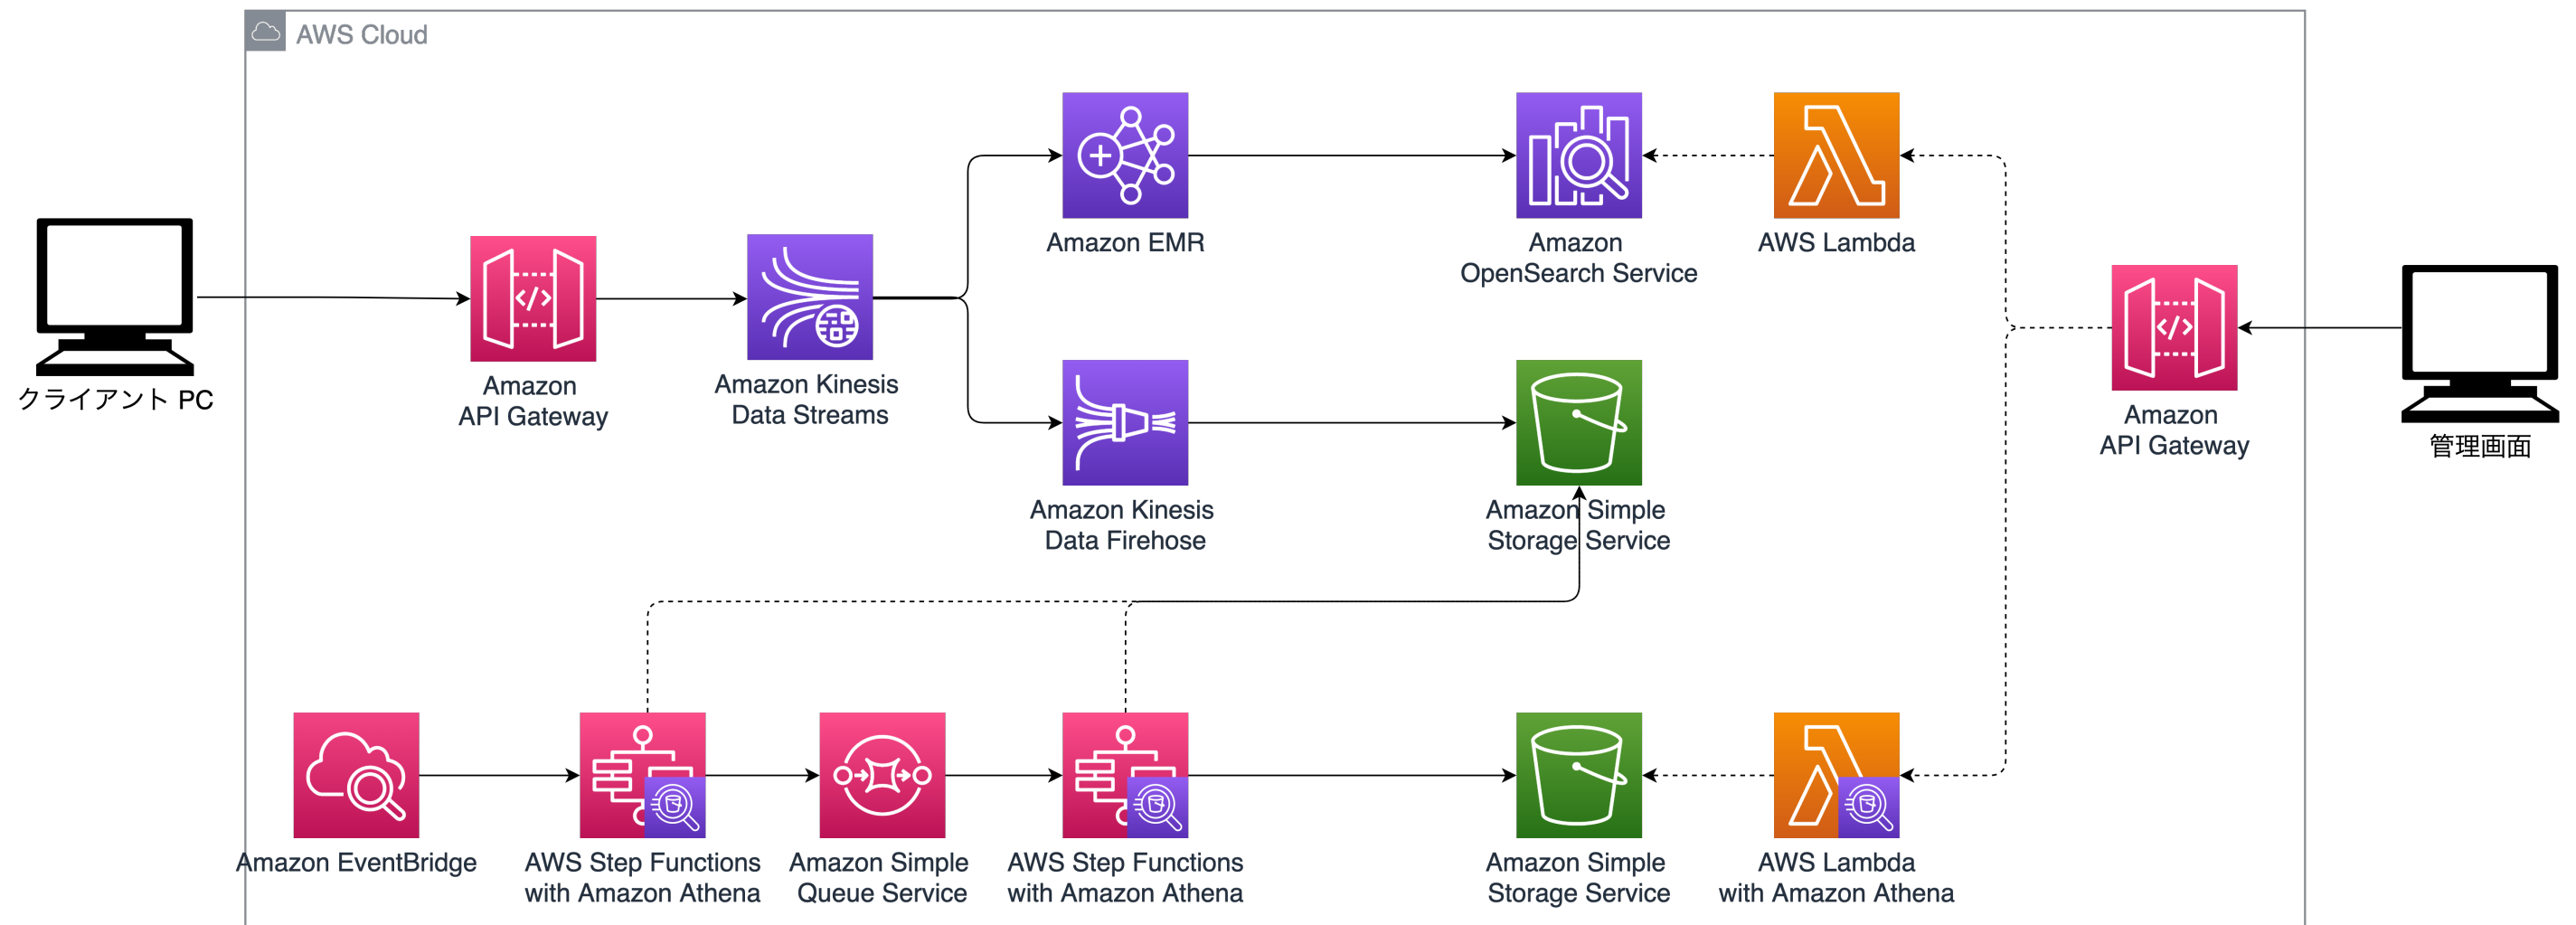 AWS Cloud
Amazon EMR
Amazon
OpenSearch Service
AWS Lambda
クライアント PC
Amazon
API Gateway
Amazon Kinesis
Data Streams
Amazon
API Gateway
管理画面
Amazon Kinesis
Data Firehose
Amazon Simple
Storage Service
Amazon EventBridge
AWS Step Functions
with Amazon Athena
Amazon Simple
Queue Service
AWS Step Functions
with Amazon Athena
Amazon Simple
Storage Service
AWS Lambda
with Amazon Athena